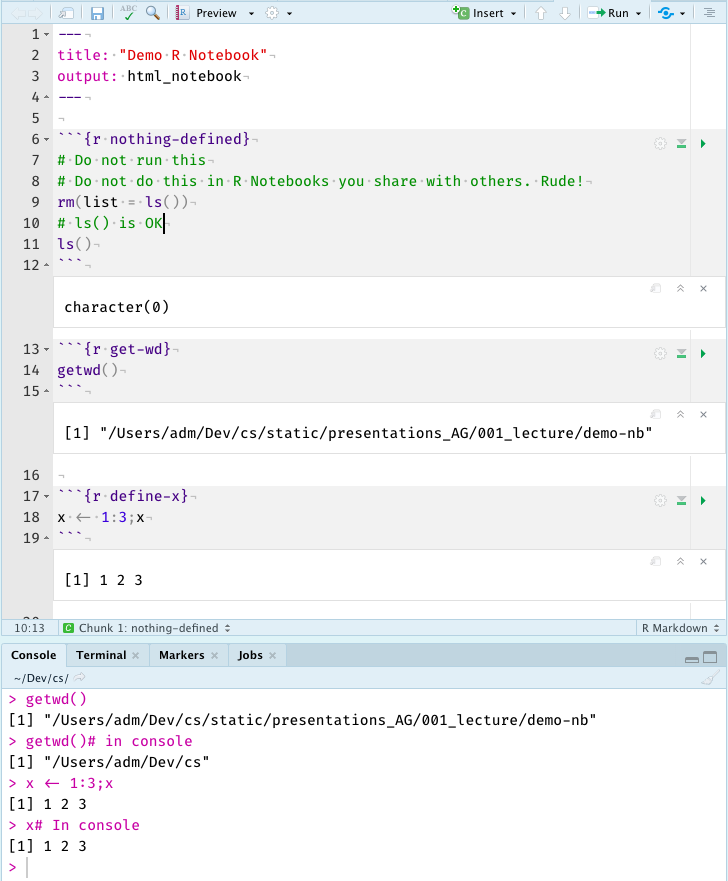 ABC
Preview
Insert
Run
1 ---
2 title: "Demo R Notebook"
3 output: html_notebook
4 ---
5
6 ```{r nothing-defined}
7 # Do not run this
8 # Do not do this in R Notebooks you share with others. Rude!
9 rm(list = ls())
10 # ls() is OK
11 ls()
12 ```
character(0)
13 ```{r get-wd}
14 getwd()
15 ```
[1] "/Users/adm/Dev/cs/static/presentations_AG/001_lecture/demo-nb"
16
17 ```{r define-x}
18 x <- 1:3;x
19 ```
[1] 1 2 3
10:13 C Chunk 1: nothing-defined R Markdown
Console Terminal × Markers × Jobs ×
~/Dev/cs/
> getwd()
[1] "/Users/adm/Dev/cs/static/presentations_AG/001_lecture/demo-nb"
> getwd()# in console
[1] "/Users/adm/Dev/cs"
> x <- 1:3;x
[1] 1 2 3
> x# In console
[1] 1 2 3
>